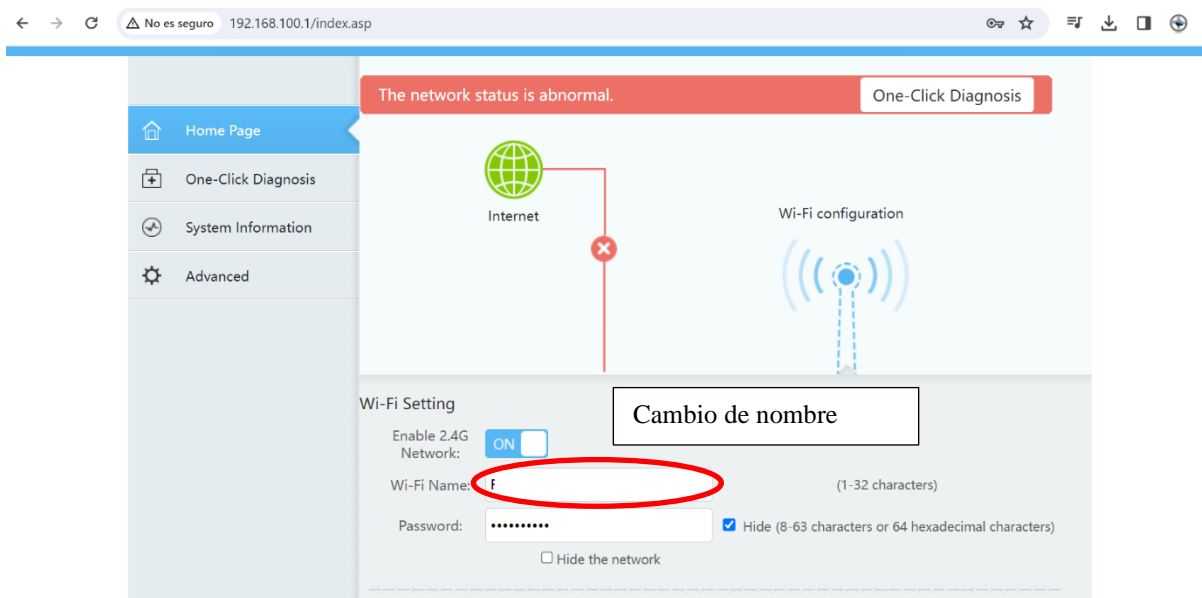 No es seguro 192.168.100.1/index.asp
The network status is abnormal. One-Click Diagnosis
Home Page
One-Click Diagnosis
System Information
Advanced
Internet
Wi-Fi configuration
Wi-Fi Setting
Cambio de nombre
Enable 2.4G
Network:
ON
Wi-Fi Name: (1-32 characters)
Password: •••••••••• Hide (8-63 characters or 64 hexadecimal characters)
Hide the network